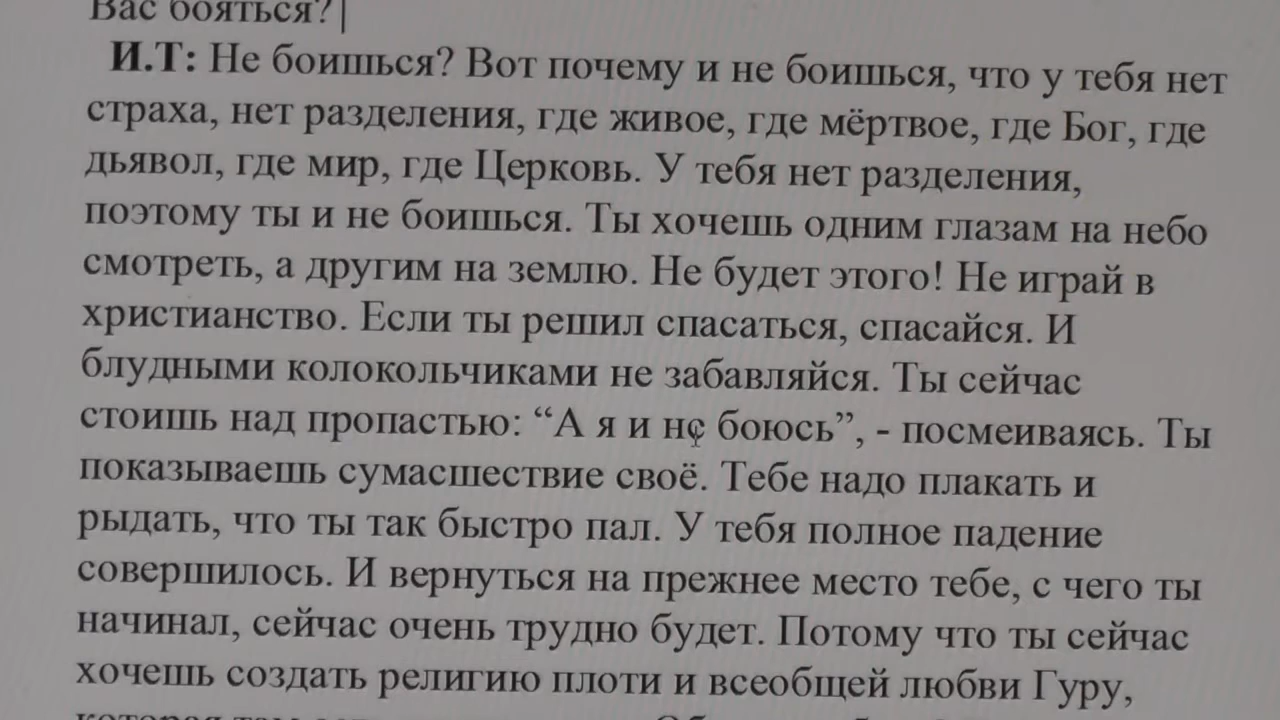 Вас бояться?
И.Т: Не боишься? Вот почему и не боишься, что у тебя нет
страха, нет разделения, где живое, где мёртвое, где Бог, где
дьявол, где мир, где Церковь. У тебя нет разделения,
поэтому ты и не боишься. Ты хочешь одним глазам на небо
смотреть, а другим на землю. Не будет этого! Не играй в
христианство. Если ты решил спасаться, спасайся. И
блудными колокольчиками не забавляйся. Ты сейчас
стоишь над пропастью: “А я и не боюсь”, - посмеиваясь. Ты
показываешь сумасшествие своё. Тебе надо плакать и
рыдать, что ты так быстро пал. У тебя полное падение
совершилось. И вернуться на прежнее место тебе, с чего ты
начинал, сейчас очень трудно будет. Потому что ты сейчас
хочешь создать религию плоти и всеобщей любви Гуру,